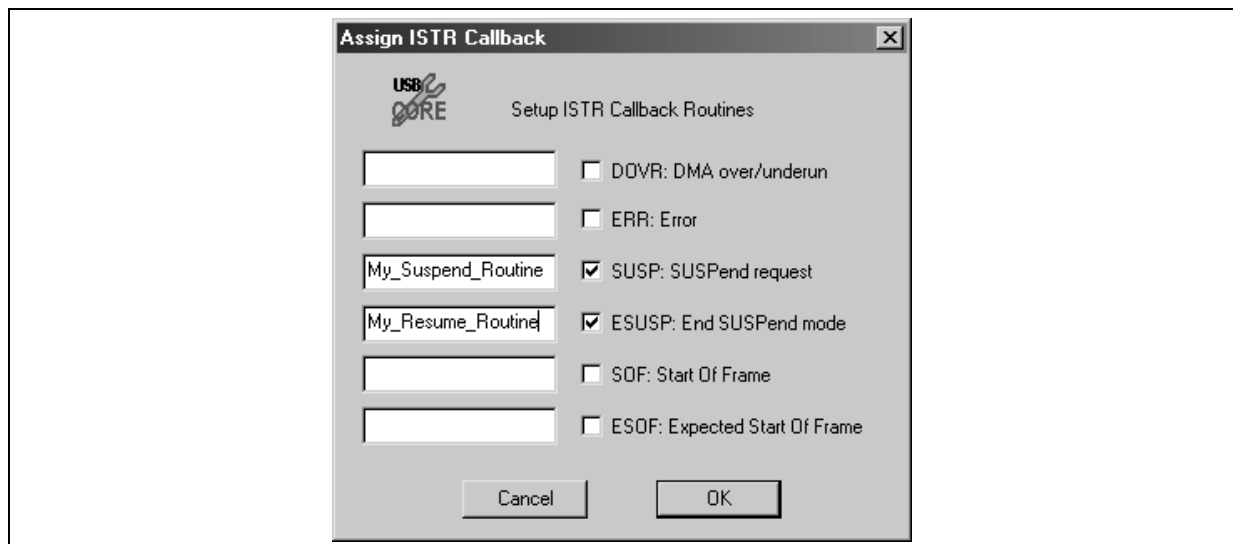 Assign ISTR Callback
USB
CORE
Setup ISTR Callback Routines
DOVR: DMA over/underun
ERR: Error
My_Suspend_Routine
SUSP: SUSPend request
My_Resume_Routine
ESUSP: End SUSPend mode
SOF: Start Of Frame
ESOF: Expected Start Of Frame
Cancel
OK